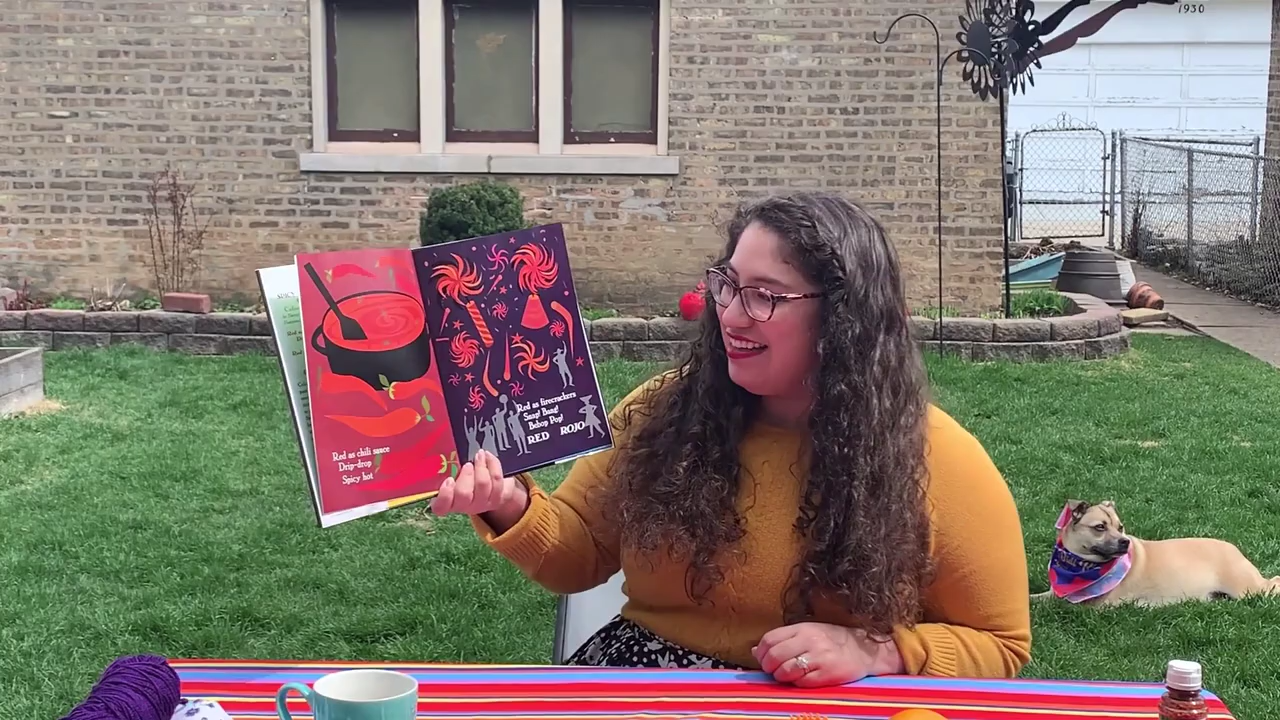 1930
Red as chili sauce
Drip-drop
Spicy hot
Red as firecrackers
Snap! Bang!
Bebop Pop!
RED ROJO